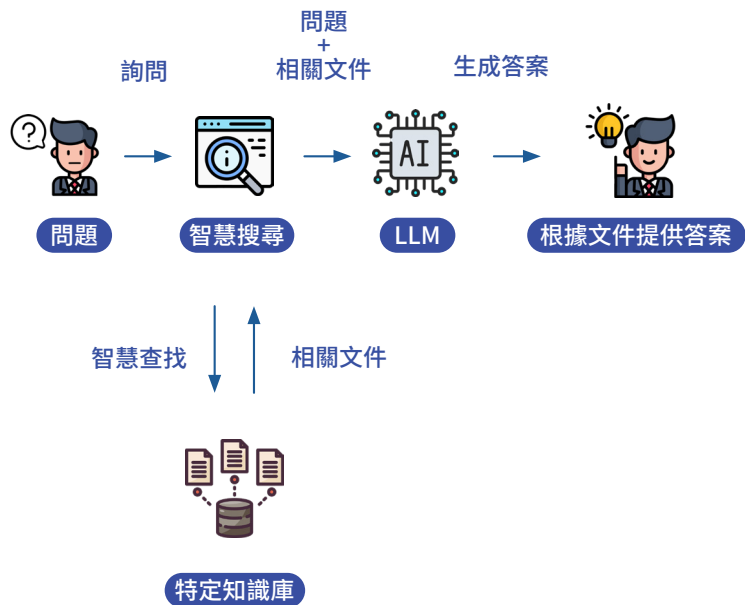 問題
+
詢問
相關文件
生成答案
?
i
AI
問題
智慧搜尋
LLM
根據文件提供答案
智慧查找
相關文件
特定知識庫